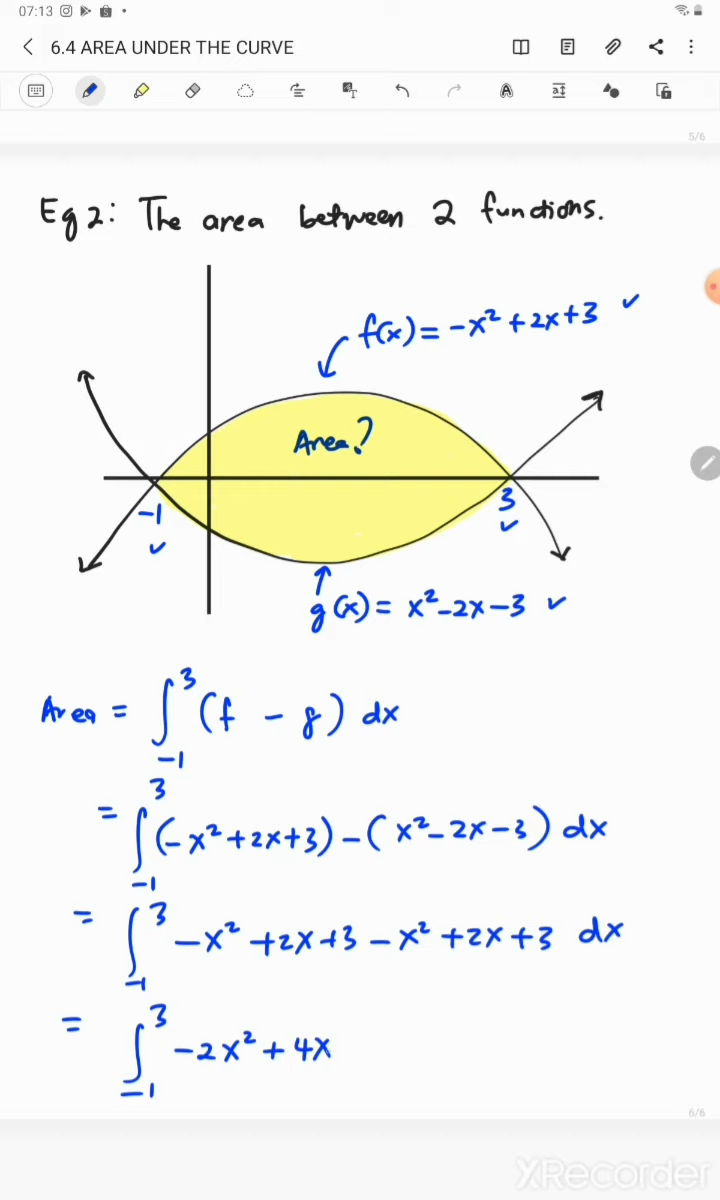 07:13
6.4 AREA UNDER THE CURVE
5/6
Eg 2: The area between 2 functions.
f(x) = -x² + 2x + 3 ✓
Area?
-1 ✓
3 ✓
g(x) = x² - 2x - 3 ✓
Area = ∫₋₁³ (f - g) dx
= ∫₋₁³ (-x² + 2x + 3) - (x² - 2x - 3) dx
= ∫₋₁³ -x² + 2x + 3 - x² + 2x + 3 dx
= ∫₋₁³ -2x² + 4x
6/6
XRecorder